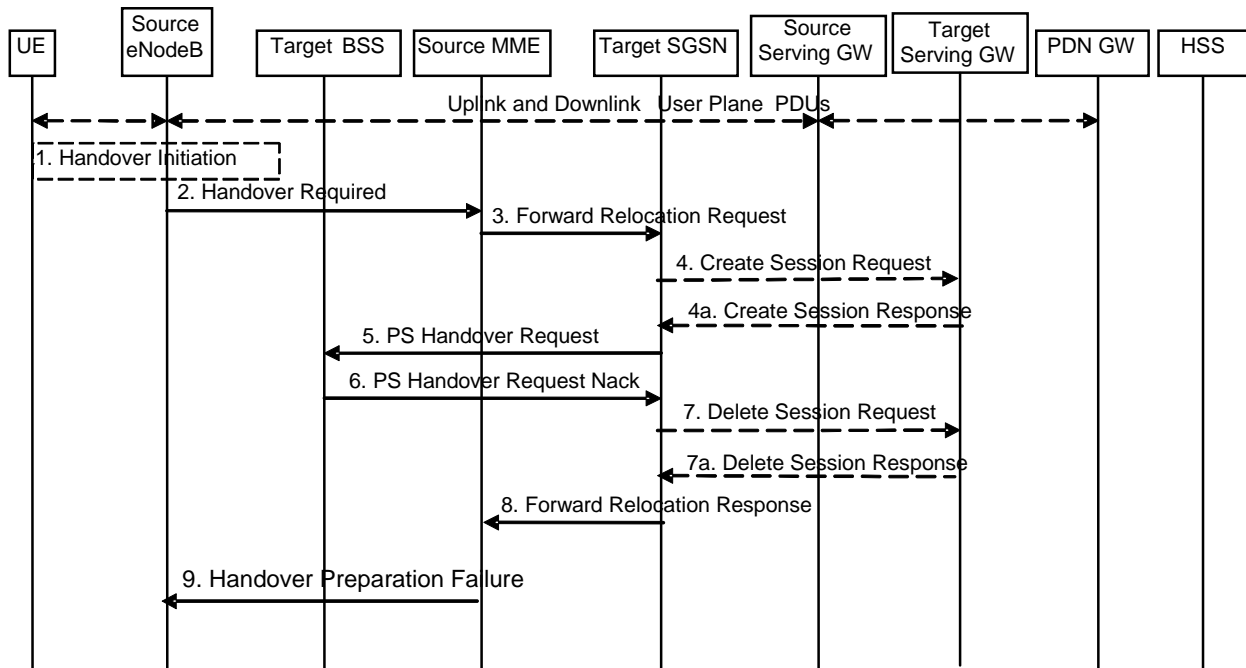 UE
Source
eNodeB
Target BSS
Source MME
Target SGSN
Source
Serving GW
Target
Serving GW
PDN GW
HSS
Uplink and Downlink User Plane PDUs
1. Handover Initiation
2. Handover Required
3. Forward Relocation Request
4. Create Session Request
4a. Create Session Response
5. PS Handover Request
6. PS Handover Request Nack
7. Delete Session Request
7a. Delete Session Response
8. Forward Relocation Response
9. Handover Preparation Failure